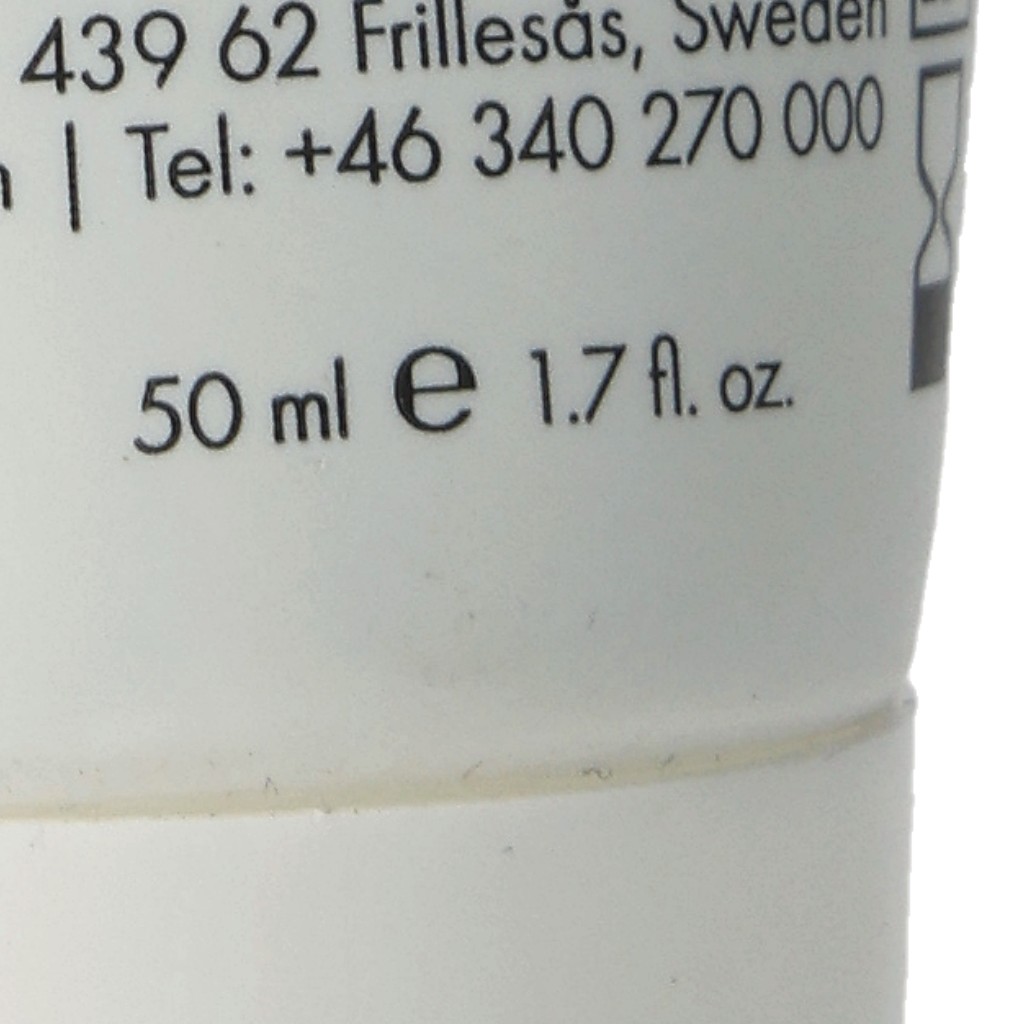 439 62 Frillesås, Sweden
| Tel: +46 340 270 000
50 ml e 1.7 fl. oz.